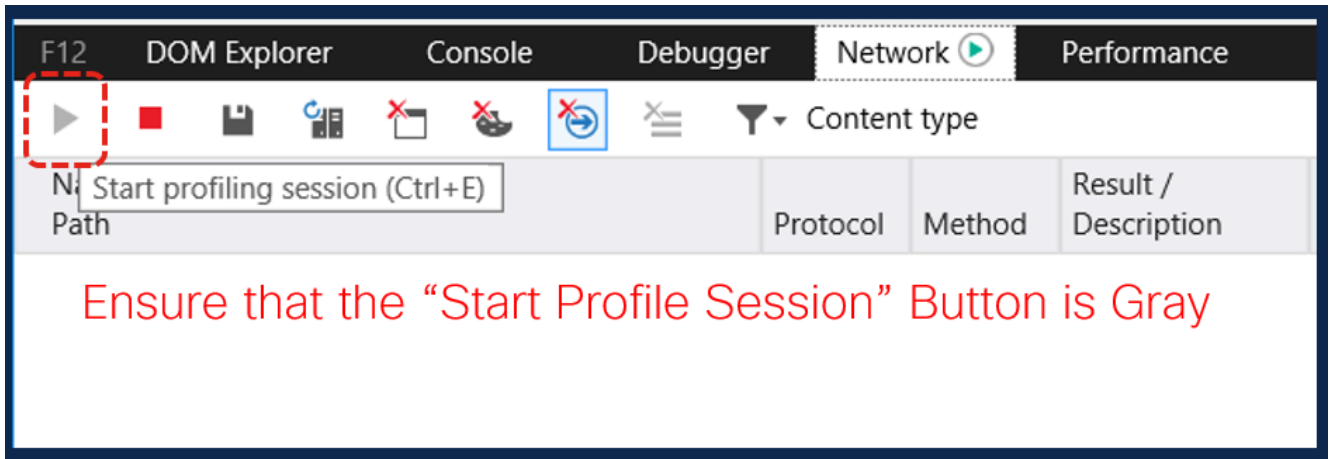 F12 DOM Explorer Console Debugger Network Performance
Content type
Start profiling session (Ctrl+E)
Path
Protocol
Method
Result /
Description
Ensure that the “Start Profile Session” Button is Gray